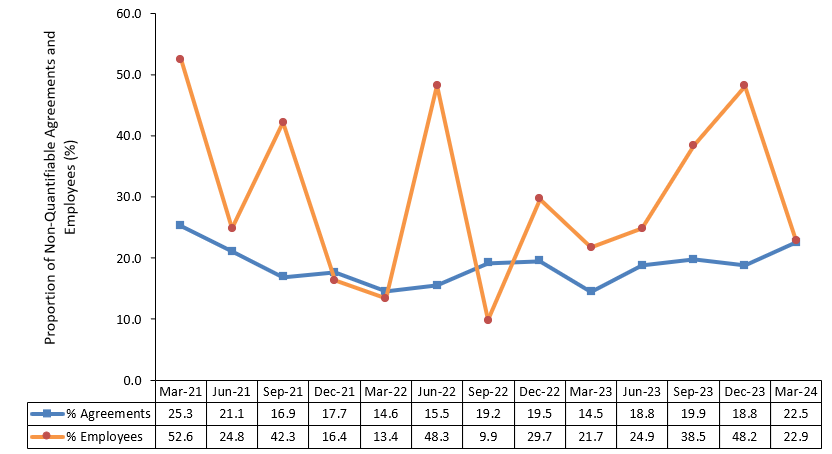 Proportion of Non-Quantifiable Agreements and
Employees (%)
60.0
50.0
40.0
30.0
20.0
10.0
0.0
Mar-21 Jun-21 Sep-21 Dec-21 Mar-22 Jun-22 Sep-22 Dec-22 Mar-23 Jun-23 Sep-23 Dec-23 Mar-24
% Agreements 25.3 21.1 16.9 17.7 14.6 15.5 19.2 19.5 14.5 18.8 19.9 18.8 22.5
% Employees 52.6 24.8 42.3 16.4 13.4 48.3 9.9 29.7 21.7 24.9 38.5 48.2 22.9